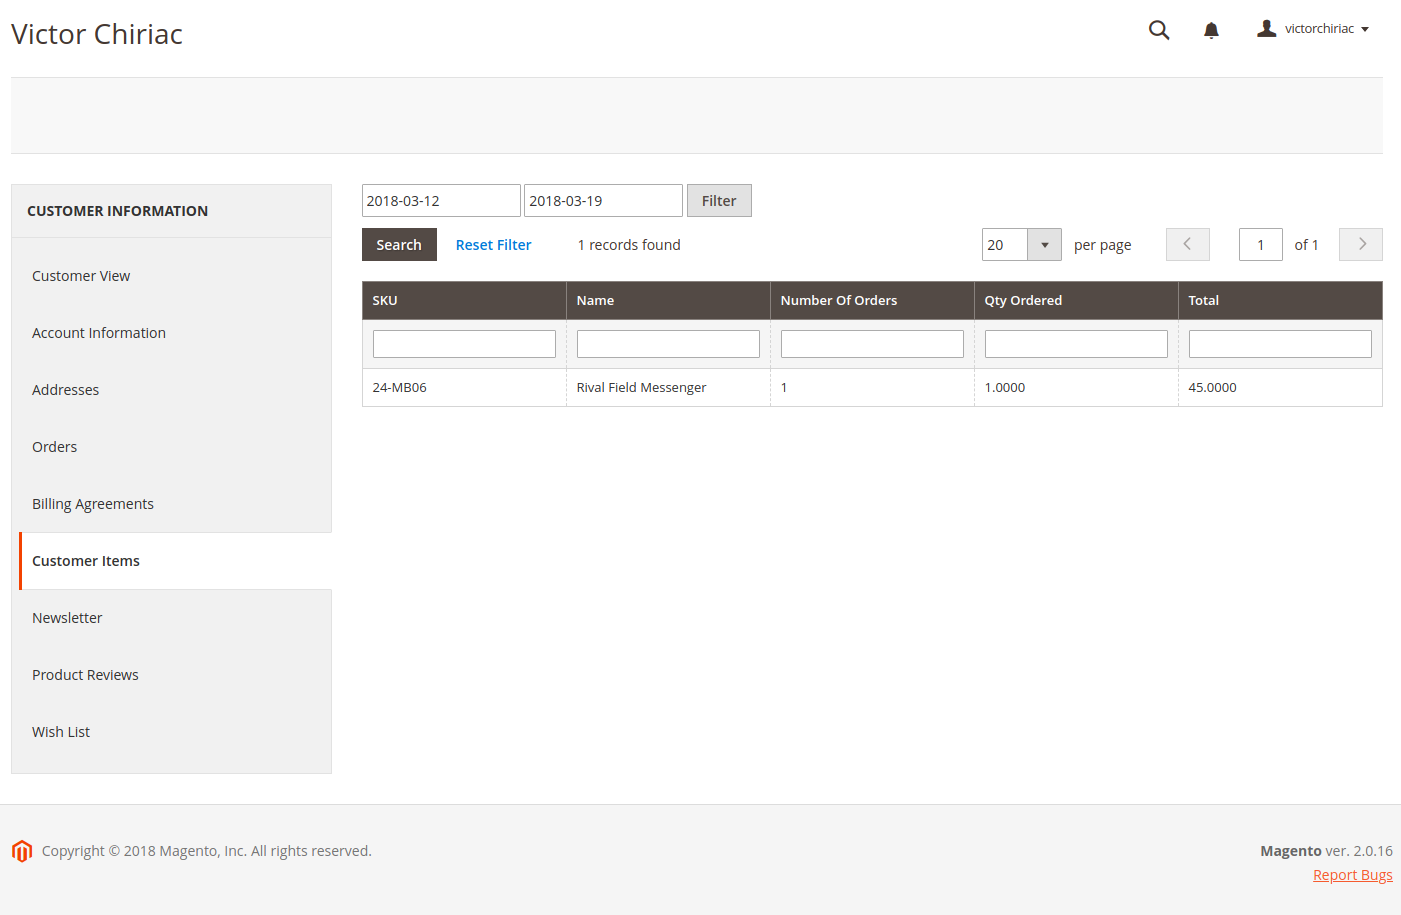 Victor Chiriac
victorchiriac
CUSTOMER INFORMATION
Customer View
Account Information
Addresses
Orders
Billing Agreements
Customer Items
Newsletter
Product Reviews
Wish List
2018-03-12 2018-03-19 Filter
Search Reset Filter 1 records found 20 per page 1 of 1
SKU Name Number Of Orders Qty Ordered Total
24-MB06 Rival Field Messenger 1 1.0000 45.0000
Copyright © 2018 Magento, Inc. All rights reserved.
Magento ver. 2.0.16
Report Bugs